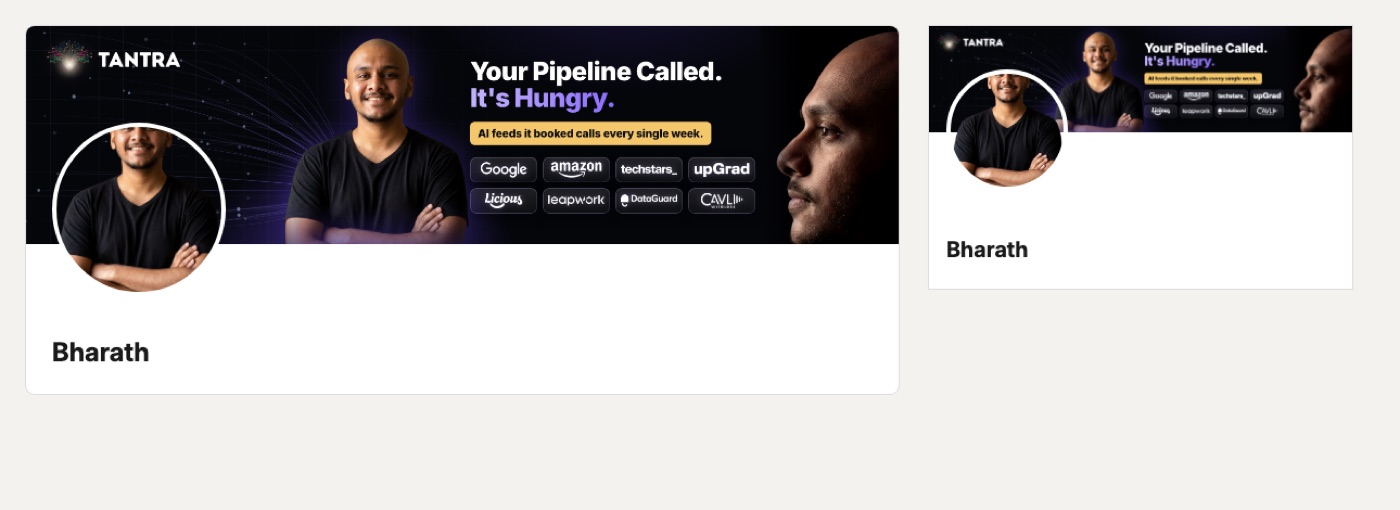 TANTRA
Your Pipeline Called.
It's Hungry.
AI feeds it booked calls every single week.
Google amazon techstars_ upGrad
Licious leapwork DataGuard CAVLI
WIRELESS
Bharath
TANTRA
Your Pipeline Called.
It's Hungry.
AI feeds it booked calls every single week.
Google amazon techstars_ upGrad
Licious leapwork DataGuard CAVLI
Bharath